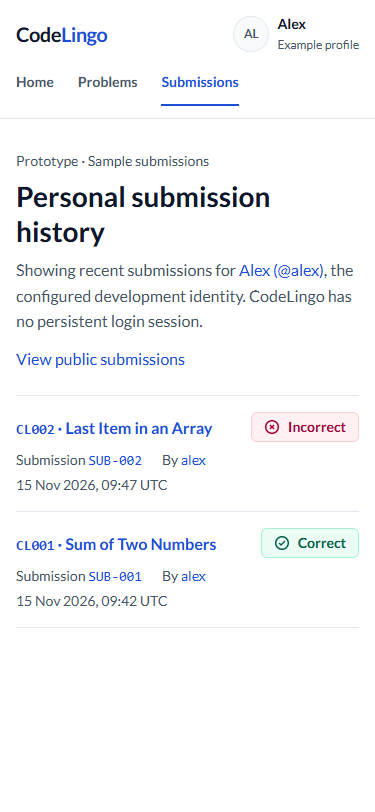 CodeLingo
AL
Alex
Example profile
Home Problems Submissions
Prototype · Sample submissions
Personal submission
history
Showing recent submissions for Alex (@alex), the
configured development identity. CodeLingo has
no persistent login session.
View public submissions
CL002 · Last Item in an Array
Incorrect
Submission SUB-002 By alex
15 Nov 2026, 09:47 UTC
CL001 · Sum of Two Numbers
Correct
Submission SUB-001 By alex
15 Nov 2026, 09:42 UTC